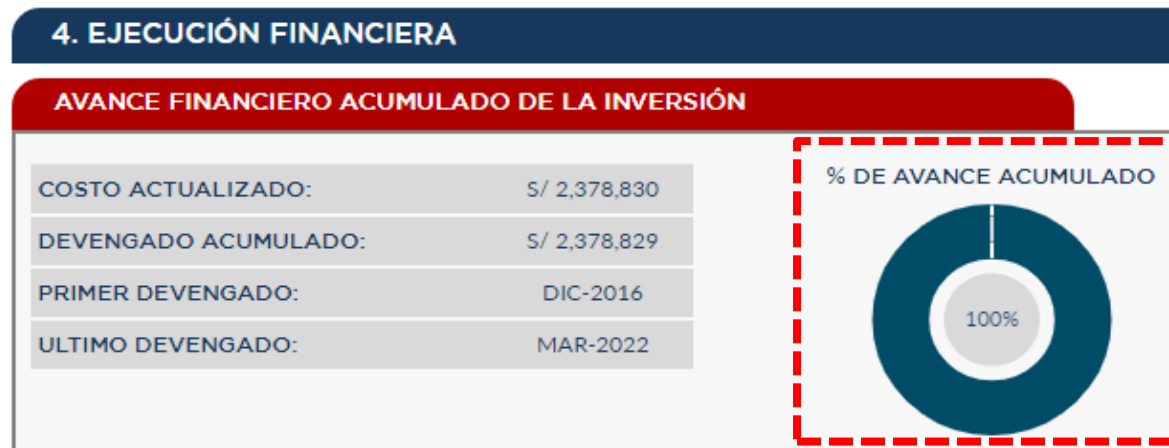 4. EJECUCIÓN FINANCIERA
AVANCE FINANCIERO ACUMULADO DE LA INVERSIÓN
COSTO ACTUALIZADO: S/ 2,378,830
DEVENGADO ACUMULADO: S/ 2,378,829
PRIMER DEVENGADO: DIC-2016
ULTIMO DEVENGADO: MAR-2022
% DE AVANCE ACUMULADO
100%